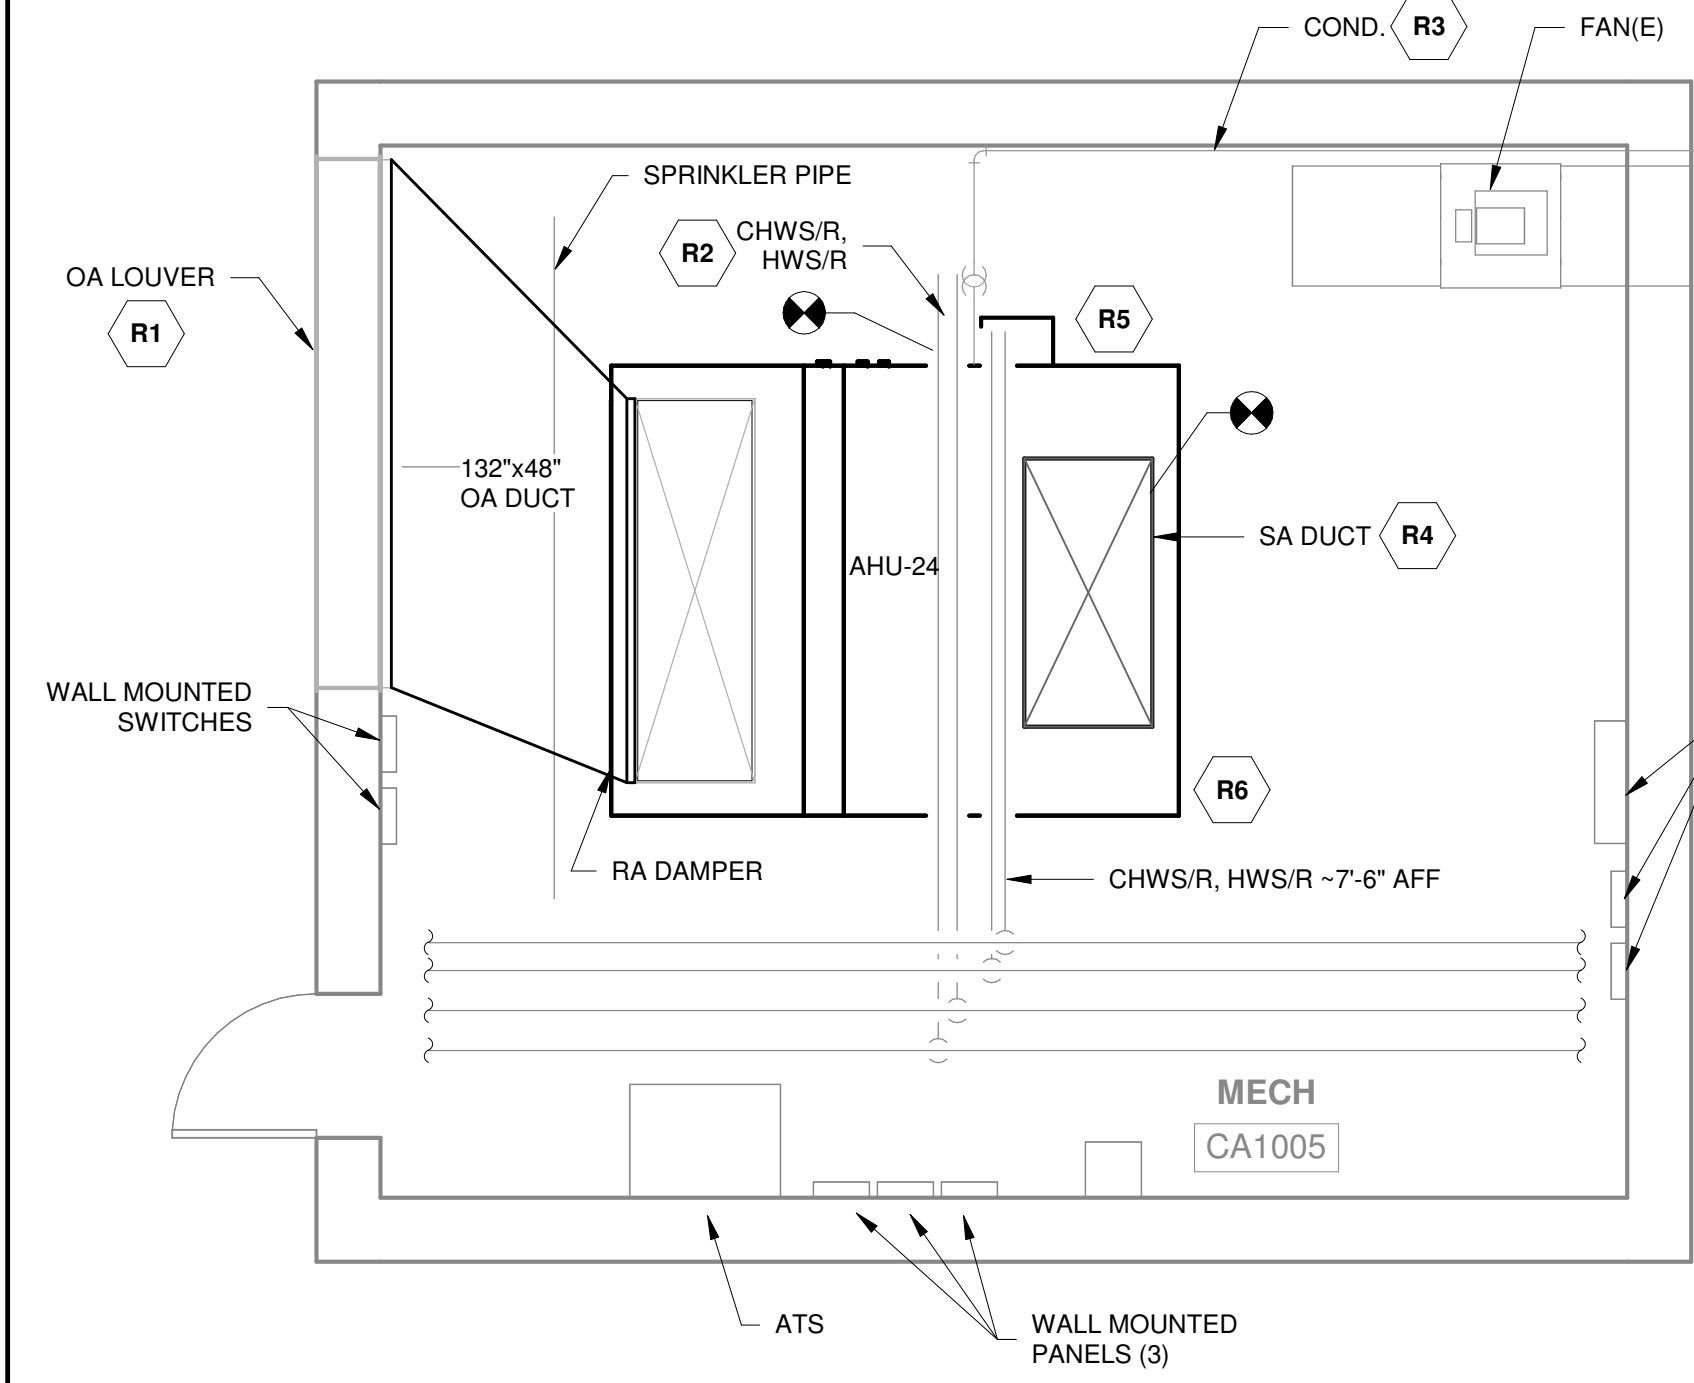 COND. R3
FAN(E)
SPRINKLER PIPE
R2
CHWS/R,
HWS/R
OA LOUVER
R1
R5
132"x48"
OA DUCT
SA DUCT R4
AHU-24
WALL MOUNTED
SWITCHES
R6
RA DAMPER
CHWS/R, HWS/R ~7'-6" AFF
MECH
CA1005
ATS
WALL MOUNTED
PANELS (3)